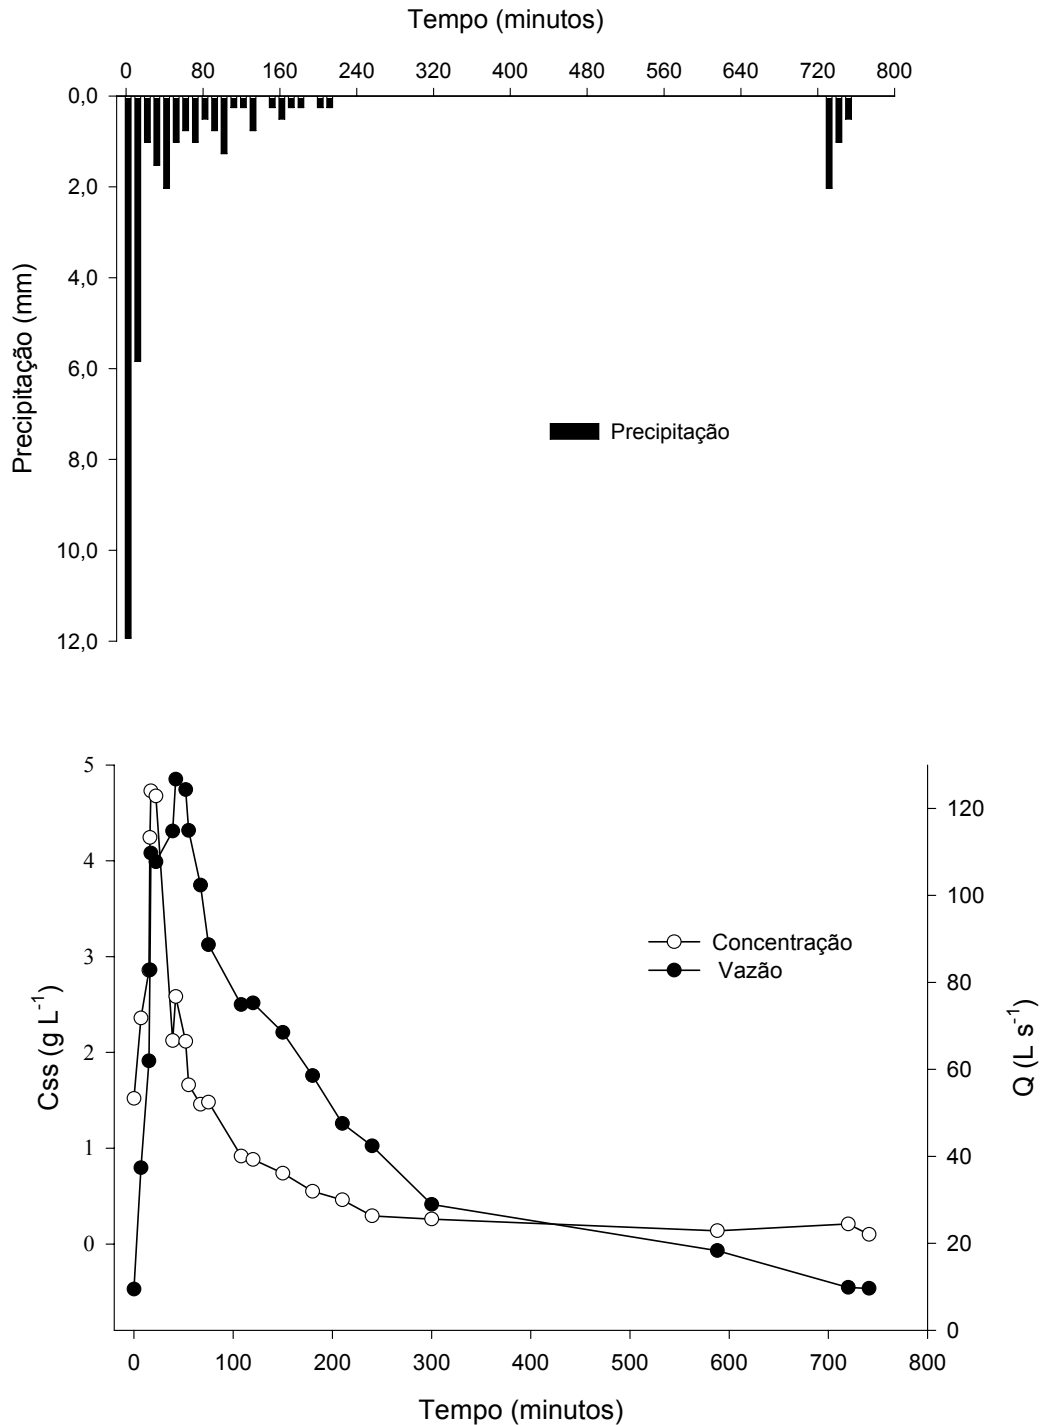 Tempo (minutos)
0 80 160 240 320 400 480 560 640 720 800
0,0
2,0
4,0
6,0
8,0
10,0
12,0
Precipitação (mm)
Precipitação
5
4
3
2
1
0
Css (g L⁻¹)
Concentração
Vazão
120
100
80
60
40
20
0
Q (L s⁻¹)
0 100 200 300 400 500 600 700 800
Tempo (minutos)